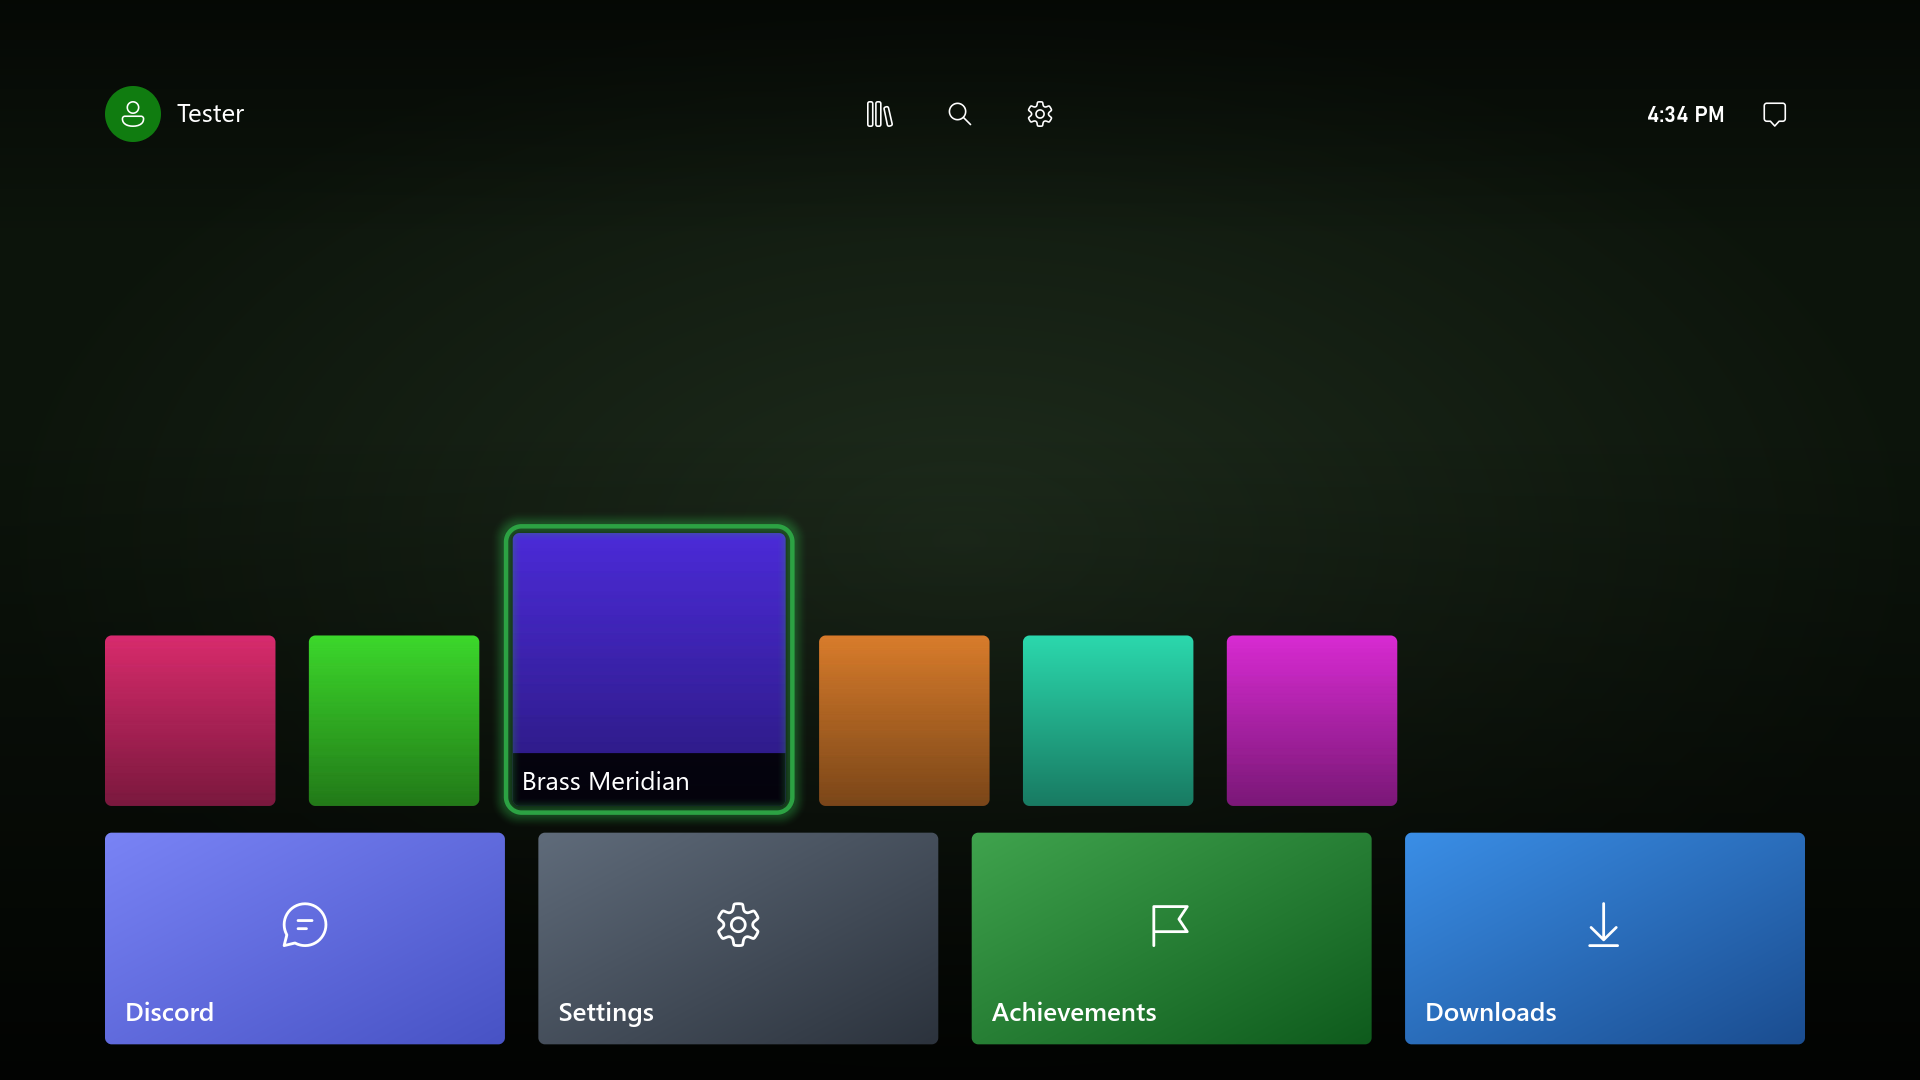 Tester
4:34 PM
Brass Meridian
Discord
Settings
Achievements
Downloads